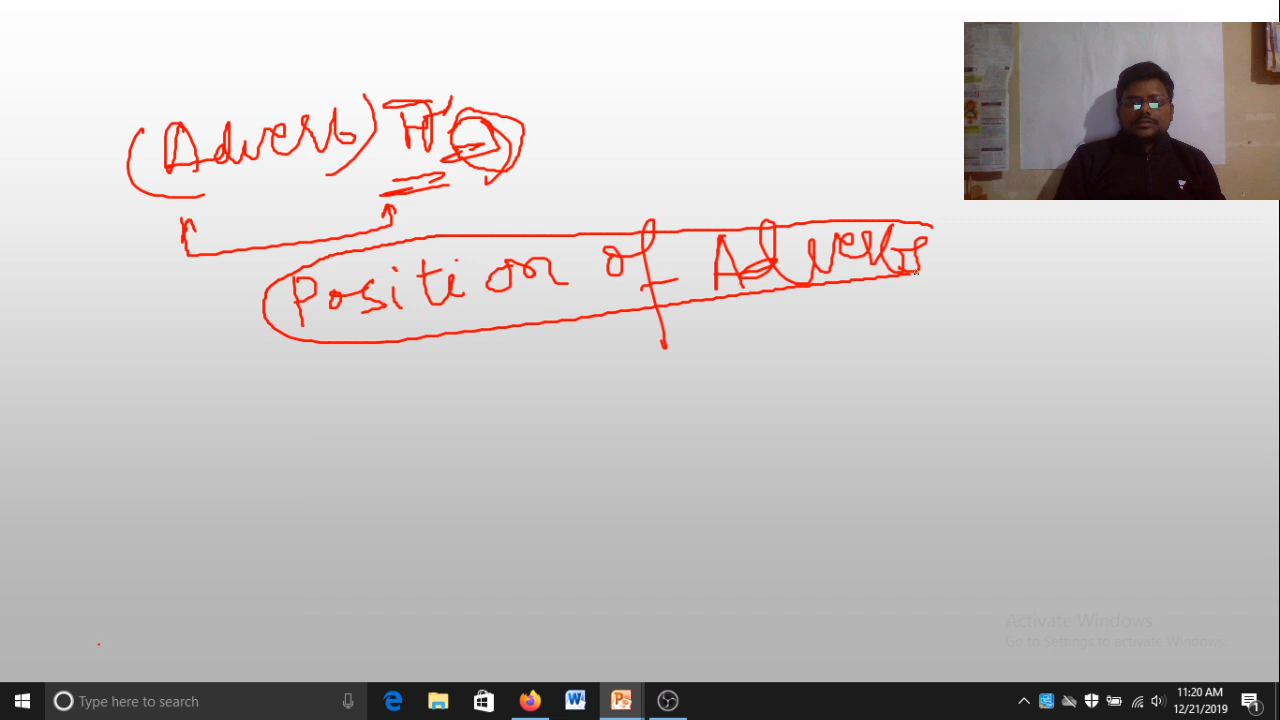 (Adverb) में
Position of Adverbs
Activate Windows
Go to Settings to activate Windows.
Type here to search
11:20 AM
12/21/2019